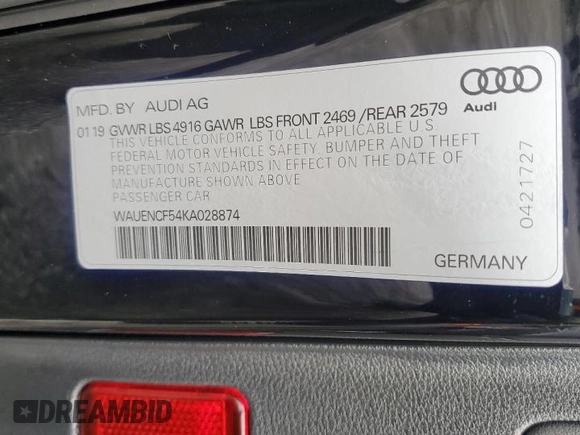 MFD. BY AUDI AG
Audi
01 19 GVWR LBS 4916 GAWR LBS FRONT 2469 /REAR 2579
THIS VEHICLE CONFORMS TO ALL APPLICABLE U S
FEDERAL MOTOR VEHICLE SAFETY, BUMPER AND THEFT
PREVENTION STANDARDS IN EFFECT ON THE DATE OF
MANUFACTURE SHOWN ABOVE
PASSENGER CAR
WAUENCF54KA028874
0421727
GERMANY
DREAMBID